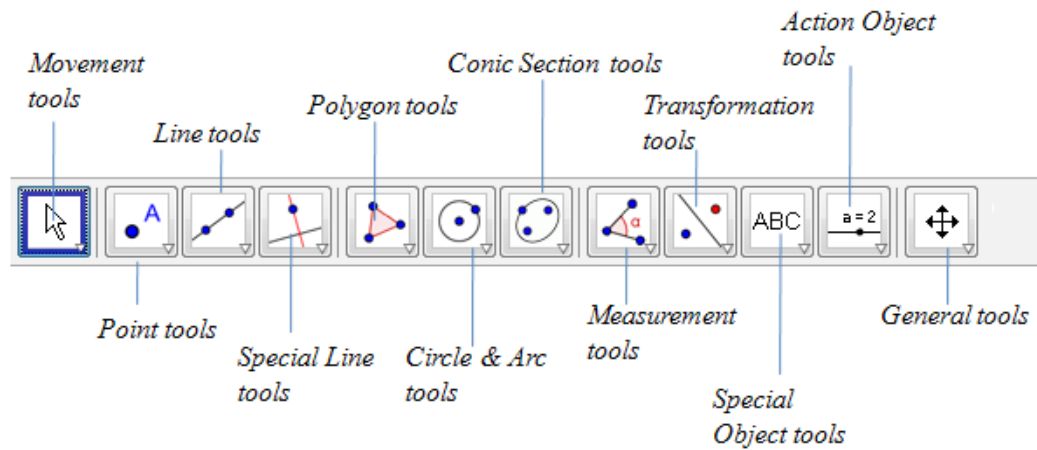 Action Object
tools
Movement
tools
Conic Section tools
Polygon tools
Transformation
tools
Line tools
A
α
ABC
a = 2
Point tools
Special Line
tools
Circle & Arc
tools
Measurement
tools
General tools
Special
Object tools